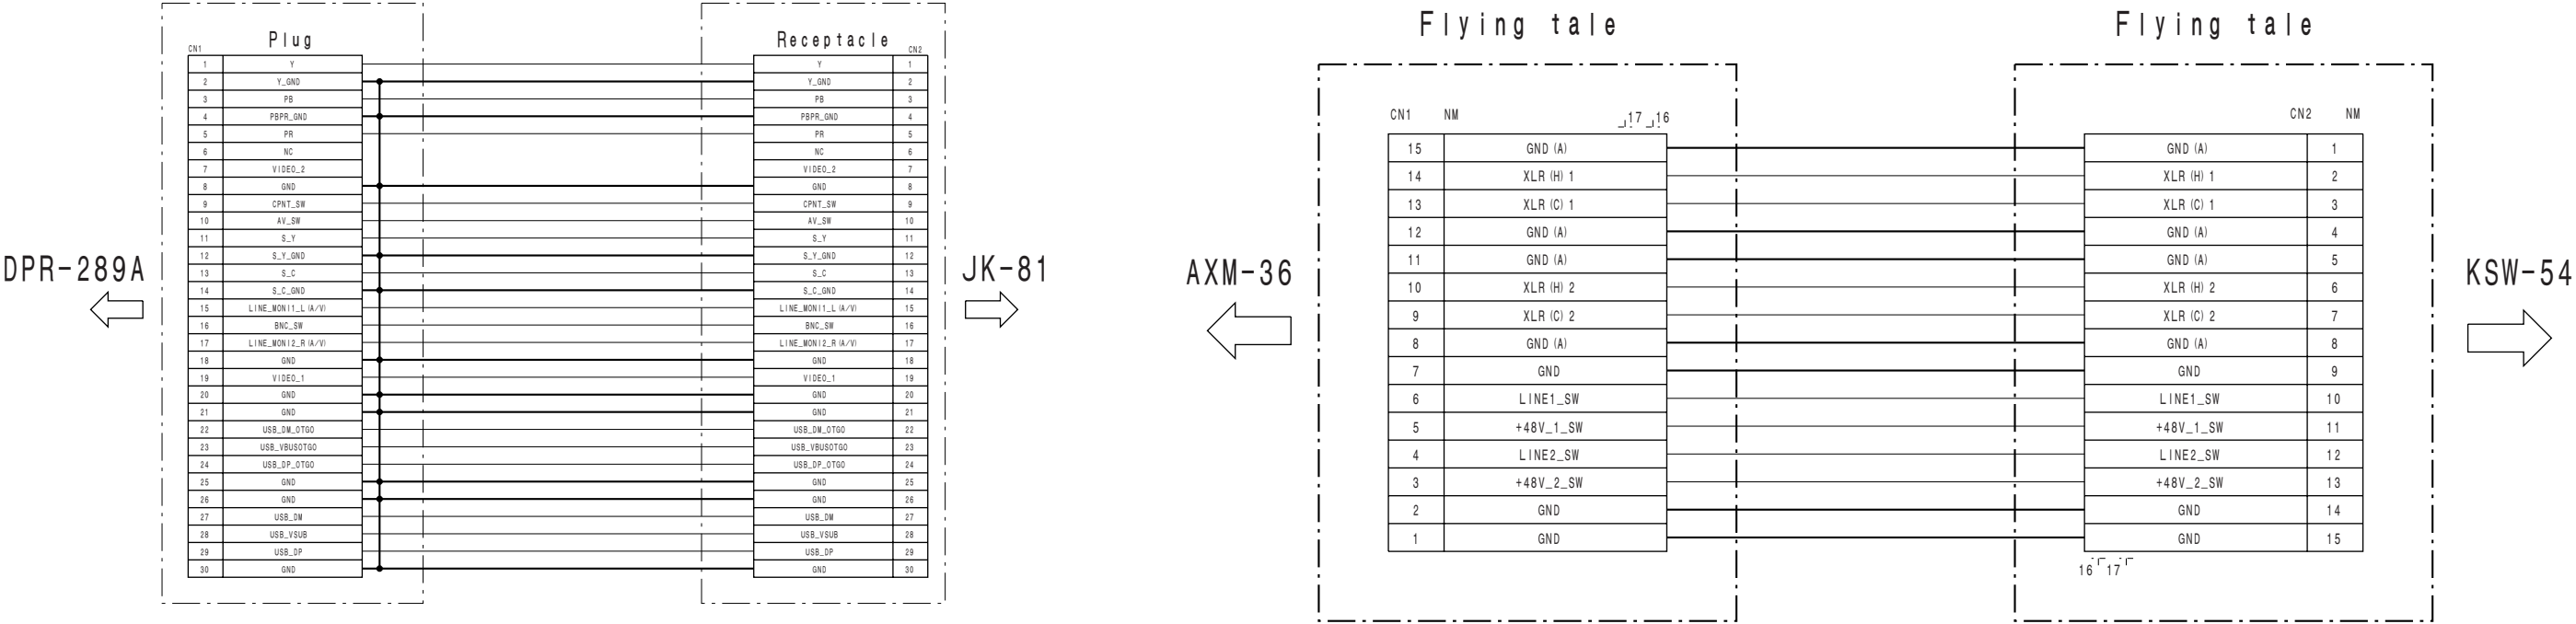 Plug
Receptacle
CN1
CN2
1 Y Y 1
2 Y_GND Y_GND 2
3 PB PB 3
4 PBPR_GND PBPR_GND 4
5 PR PR 5
6 NC NC 6
7 VIDEO_2 VIDEO_2 7
8 GND GND 8
9 CPNT_SW CPNT_SW 9
10 AV_SW AV_SW 10
11 S_Y S_Y 11
12 S_Y_GND S_Y_GND 12
13 S_C S_C 13
14 S_C_GND S_C_GND 14
15 LINE_MONI1_L(A/V) LINE_MONI1_L(A/V) 15
16 BNC_SW BNC_SW 16
17 LINE_MONI2_R(A/V) LINE_MONI2_R(A/V) 17
18 GND GND 18
19 VIDEO_1 VIDEO_1 19
20 GND GND 20
21 GND GND 21
22 USB_DM_OTGO USB_DM_OTGO 22
23 USB_VBUSOTGO USB_VBUSOTGO 23
24 USB_DP_OTGO USB_DP_OTGO 24
25 GND GND 25
26 GND GND 26
27 USB_DM USB_DM 27
28 USB_VSUB USB_VSUB 28
29 USB_DP USB_DP 29
30 GND GND 30
DPR-289A
JK-81
Flying tale
Flying tale
CN1 NM
17 16
CN2 NM
15 GND(A) GND(A) 1
14 XLR(H)1 XLR(H)1 2
13 XLR(C)1 XLR(C)1 3
12 GND(A) GND(A) 4
11 GND(A) GND(A) 5
10 XLR(H)2 XLR(H)2 6
9 XLR(C)2 XLR(C)2 7
8 GND(A) GND(A) 8
7 GND GND 9
6 LINE1_SW LINE1_SW 10
5 +48V_1_SW +48V_1_SW 11
4 LINE2_SW LINE2_SW 12
3 +48V_2_SW +48V_2_SW 13
2 GND GND 14
1 GND GND 15
16 17
AXM-36
KSW-54